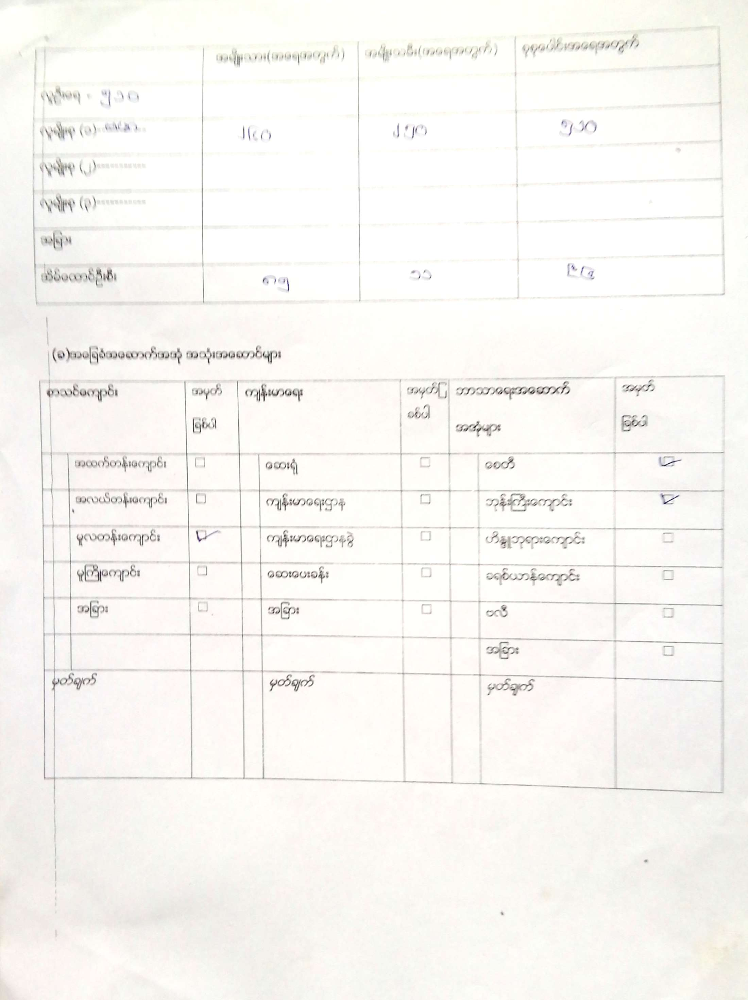 အမျိုးသား(အရေအတွက်) အမျိုးသမီး(အရေအတွက်) စုစုပေါင်းအရေအတွက်
လူဦးရေ - ၅၁၀
လူမျိုးစု (၁) ၂၄၀ ၂၅၀ ၅၁၀
လူမျိုးစု (၂)-----------
လူမျိုးစု (၃)-----------
အခြား
အိမ်ထောင်ဦးစီး ၈၅ ၁၁
(ခ)အခြေခံအဆောက်အအုံ အသုံးအဆောင်များ
စာသင်ကျောင်း အမှတ် ကျန်းမာရေး အမှတ်ြ ဘာသာရေးအဆောက် အမှတ်
ခြစ်ပါ ခစ်ပါ အအုံများ ခြစ်ပါ
အထက်တန်းကျောင်း ☐ ဆေးရုံ ☐ စေတီ ☑
အလယ်တန်းကျောင်း ☐ ကျန်းမာရေးဌာန ☐ ဘုန်းကြီးကျောင်း ☑
မူလတန်းကျောင်း ☑ ကျန်းမာရေးဌာနခွဲ ☐ ဟိန္ဒူဘုရားကျောင်း ☐
မူကြိုကျောင်း ☐ ဆေးပေးခန်း ☐ ခရစ်ယာန်ကျောင်း ☐
အခြား ☐ အခြား ☐ ဗလီ ☐
အခြား ☐
မှတ်ချက် မှတ်ချက် မှတ်ချက်